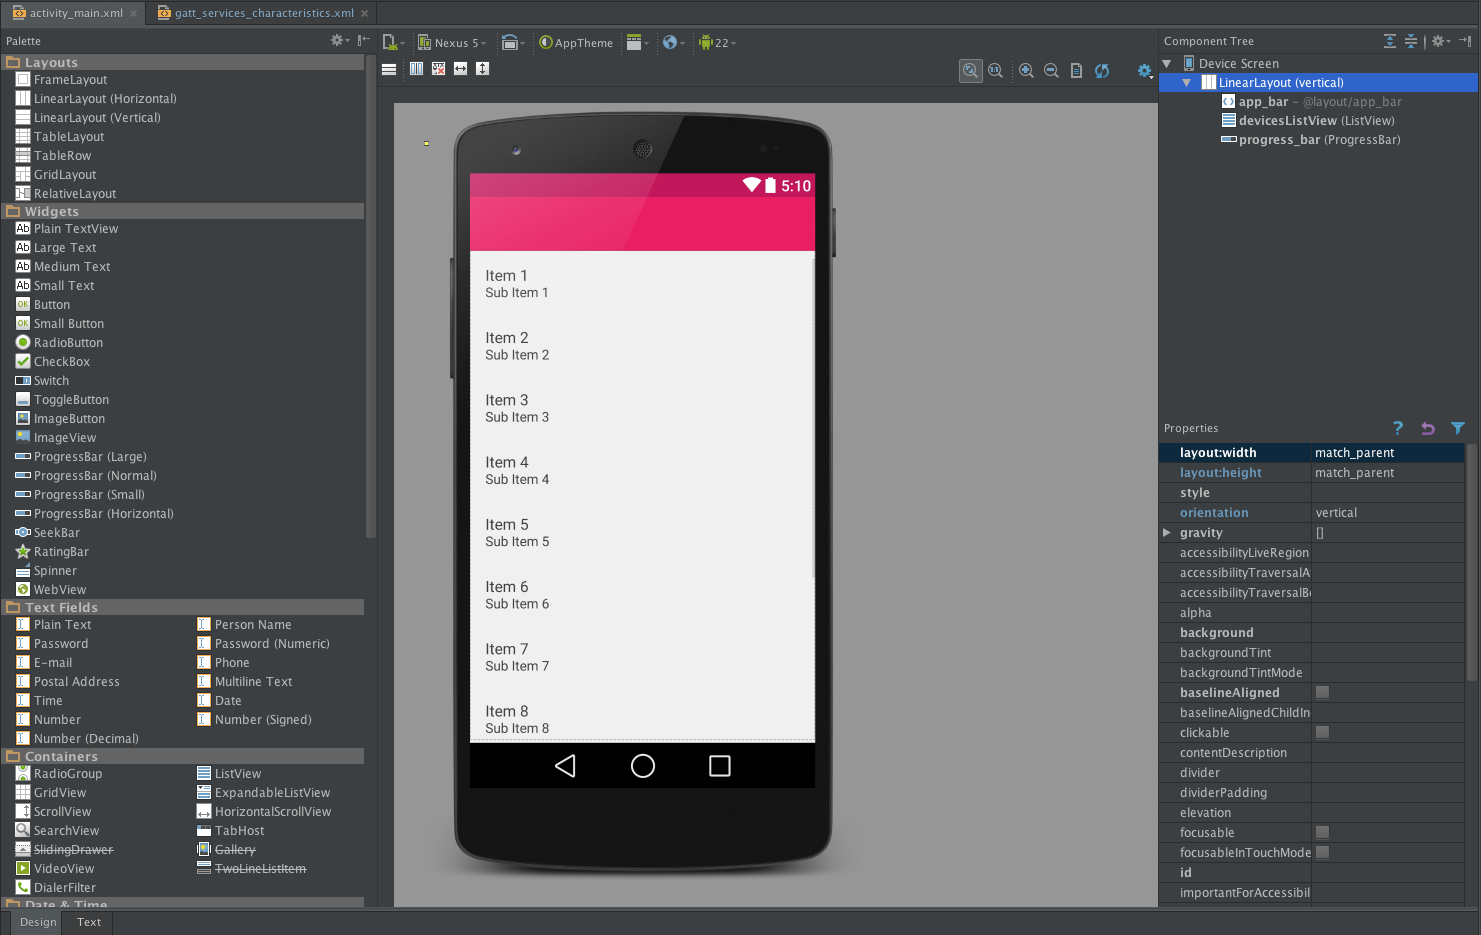 activity_main.xml
gatt_services_characteristics.xml
Palette
Layouts
FrameLayout
LinearLayout (Horizontal)
LinearLayout (Vertical)
TableLayout
TableRow
GridLayout
RelativeLayout
Widgets
Ab Plain TextView
Ab Large Text
Ab Medium Text
Ab Small Text
OK Button
OK Small Button
RadioButton
CheckBox
Switch
ToggleButton
ImageButton
ImageView
ProgressBar (Large)
ProgressBar (Normal)
ProgressBar (Small)
ProgressBar (Horizontal)
SeekBar
RatingBar
Spinner
WebView
Text Fields
Plain Text Person Name
Password Password (Numeric)
E-mail Phone
Postal Address Multiline Text
Time Date
Number Number (Signed)
Number (Decimal)
Containers
RadioGroup ListView
GridView ExpandableListView
ScrollView HorizontalScrollView
SearchView TabHost
SlidingDrawer Gallery
VideoView TwoLineListItem
DialerFilter
Date & Time
Design Text
Nexus 5 AppTheme 22
1:1
5:10
Item 1
Sub Item 1
Item 2
Sub Item 2
Item 3
Sub Item 3
Item 4
Sub Item 4
Item 5
Sub Item 5
Item 6
Sub Item 6
Item 7
Sub Item 7
Item 8
Sub Item 8
Component Tree
Device Screen
LinearLayout (vertical)
app_bar – @layout/app_bar
devicesListView (ListView)
progress_bar (ProgressBar)
Properties ?
layout:width match_parent
layout:height match_parent
style
orientation vertical
gravity []
accessibilityLiveRegion
accessibilityTraversalA
accessibilityTraversalBe
alpha
background
backgroundTint
backgroundTintMode
baselineAligned
baselineAlignedChildIn
clickable
contentDescription
divider
dividerPadding
elevation
focusable
focusableInTouchMode
id
importantForAccessibil